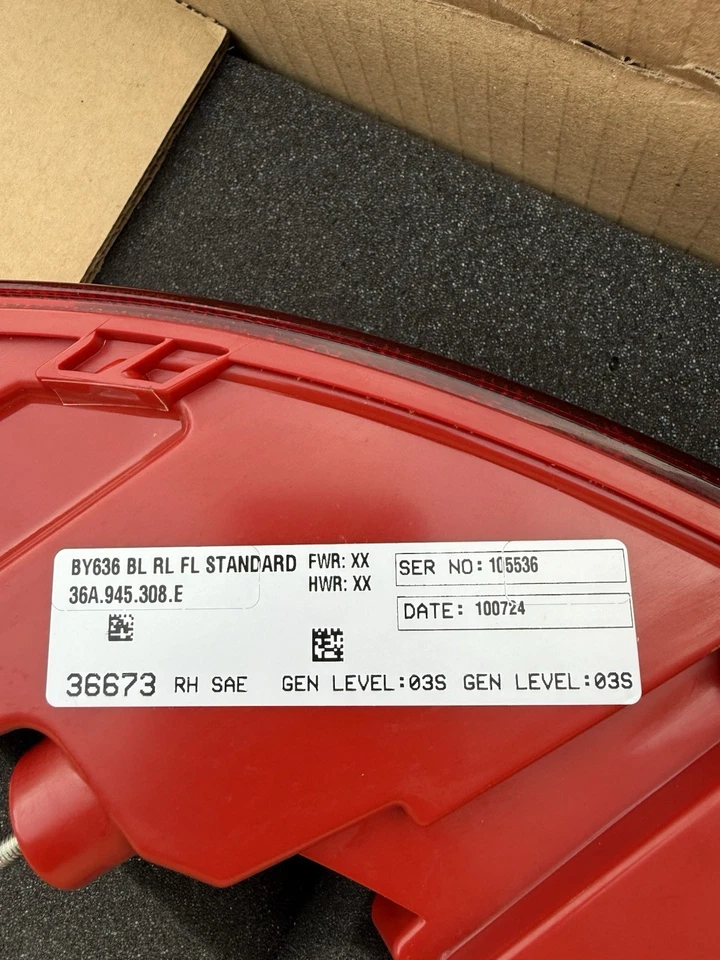 BY636 BL RL FL STANDARD
36A.945.308.E
FWR: XX
HWR: XX
SER NO: 105536
DATE: 100724
36673 RH SAE GEN LEVEL:03S GEN LEVEL:03S